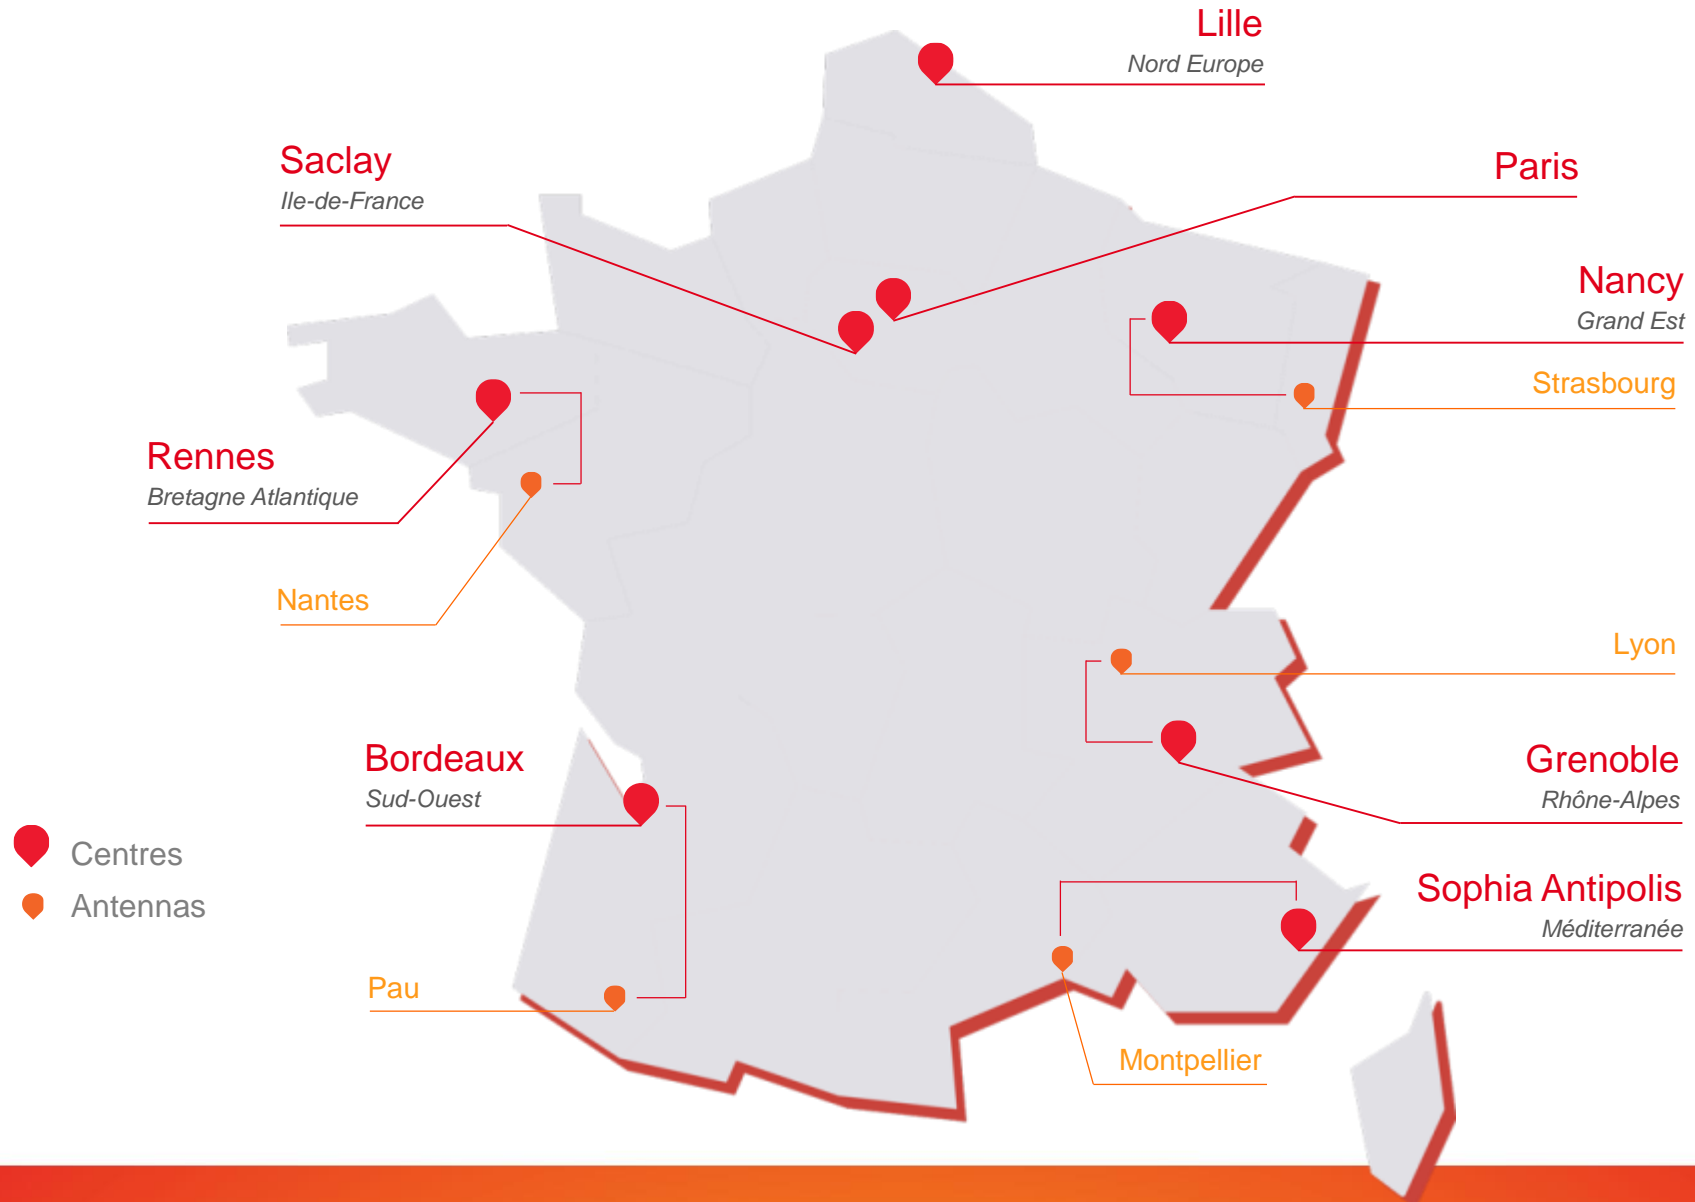 Lille
Nord Europe
Saclay
Ile-de-France
Paris
Nancy
Grand Est
Strasbourg
Rennes
Bretagne Atlantique
Nantes
Lyon
Bordeaux
Sud-Ouest
Grenoble
Rhône-Alpes
Centres
Antennas
Sophia Antipolis
Méditerranée
Pau
Montpellier